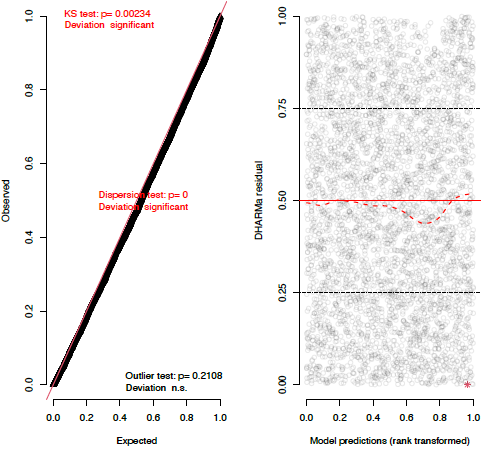 KS test: p= 0.00234
Deviation significant
Dispersion test: p= 0
Deviation significant
Outlier test: p= 0.2108
Deviation n.s.
Observed
0.0
0.2
0.4
0.6
0.8
1.0
0.0
0.2
0.4
0.6
0.8
1.0
Expected
DHARMa residual
0.00
0.25
0.50
0.75
1.00
0.0
0.2
0.4
0.6
0.8
1.0
Model predictions (rank transformed)